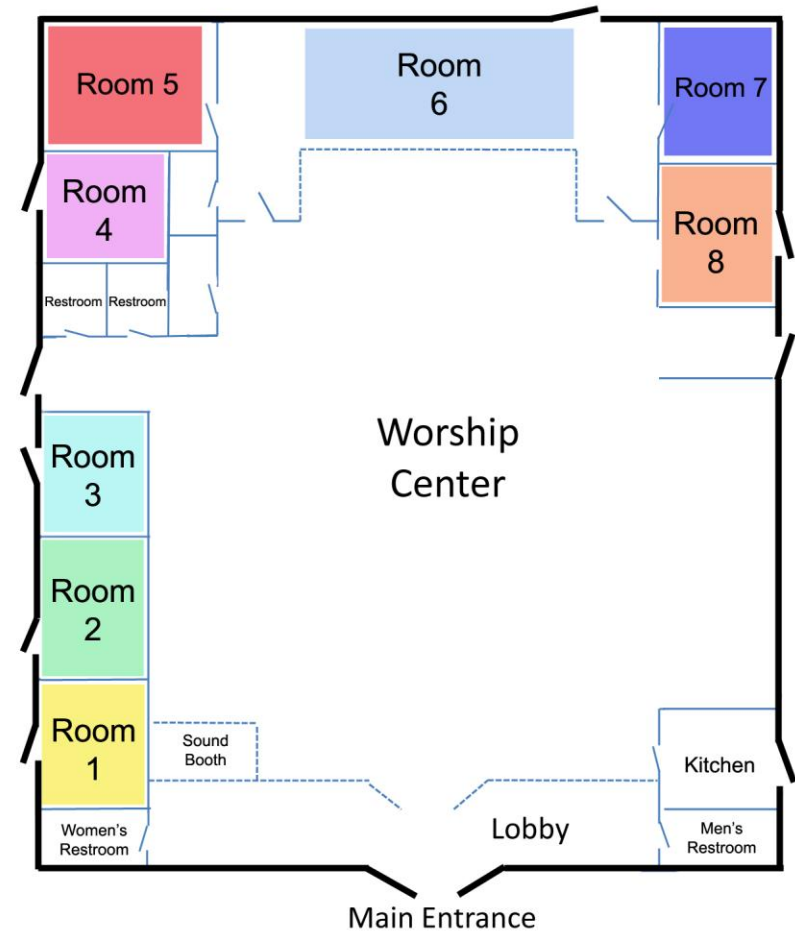 Room 5
Room
6
Room 7
Room
4
Room
8
Restroom
Restroom
Worship
Center
Room
3
Room
2
Room
1
Sound
Booth
Kitchen
Women's
Restroom
Lobby
Men's
Restroom
Main Entrance